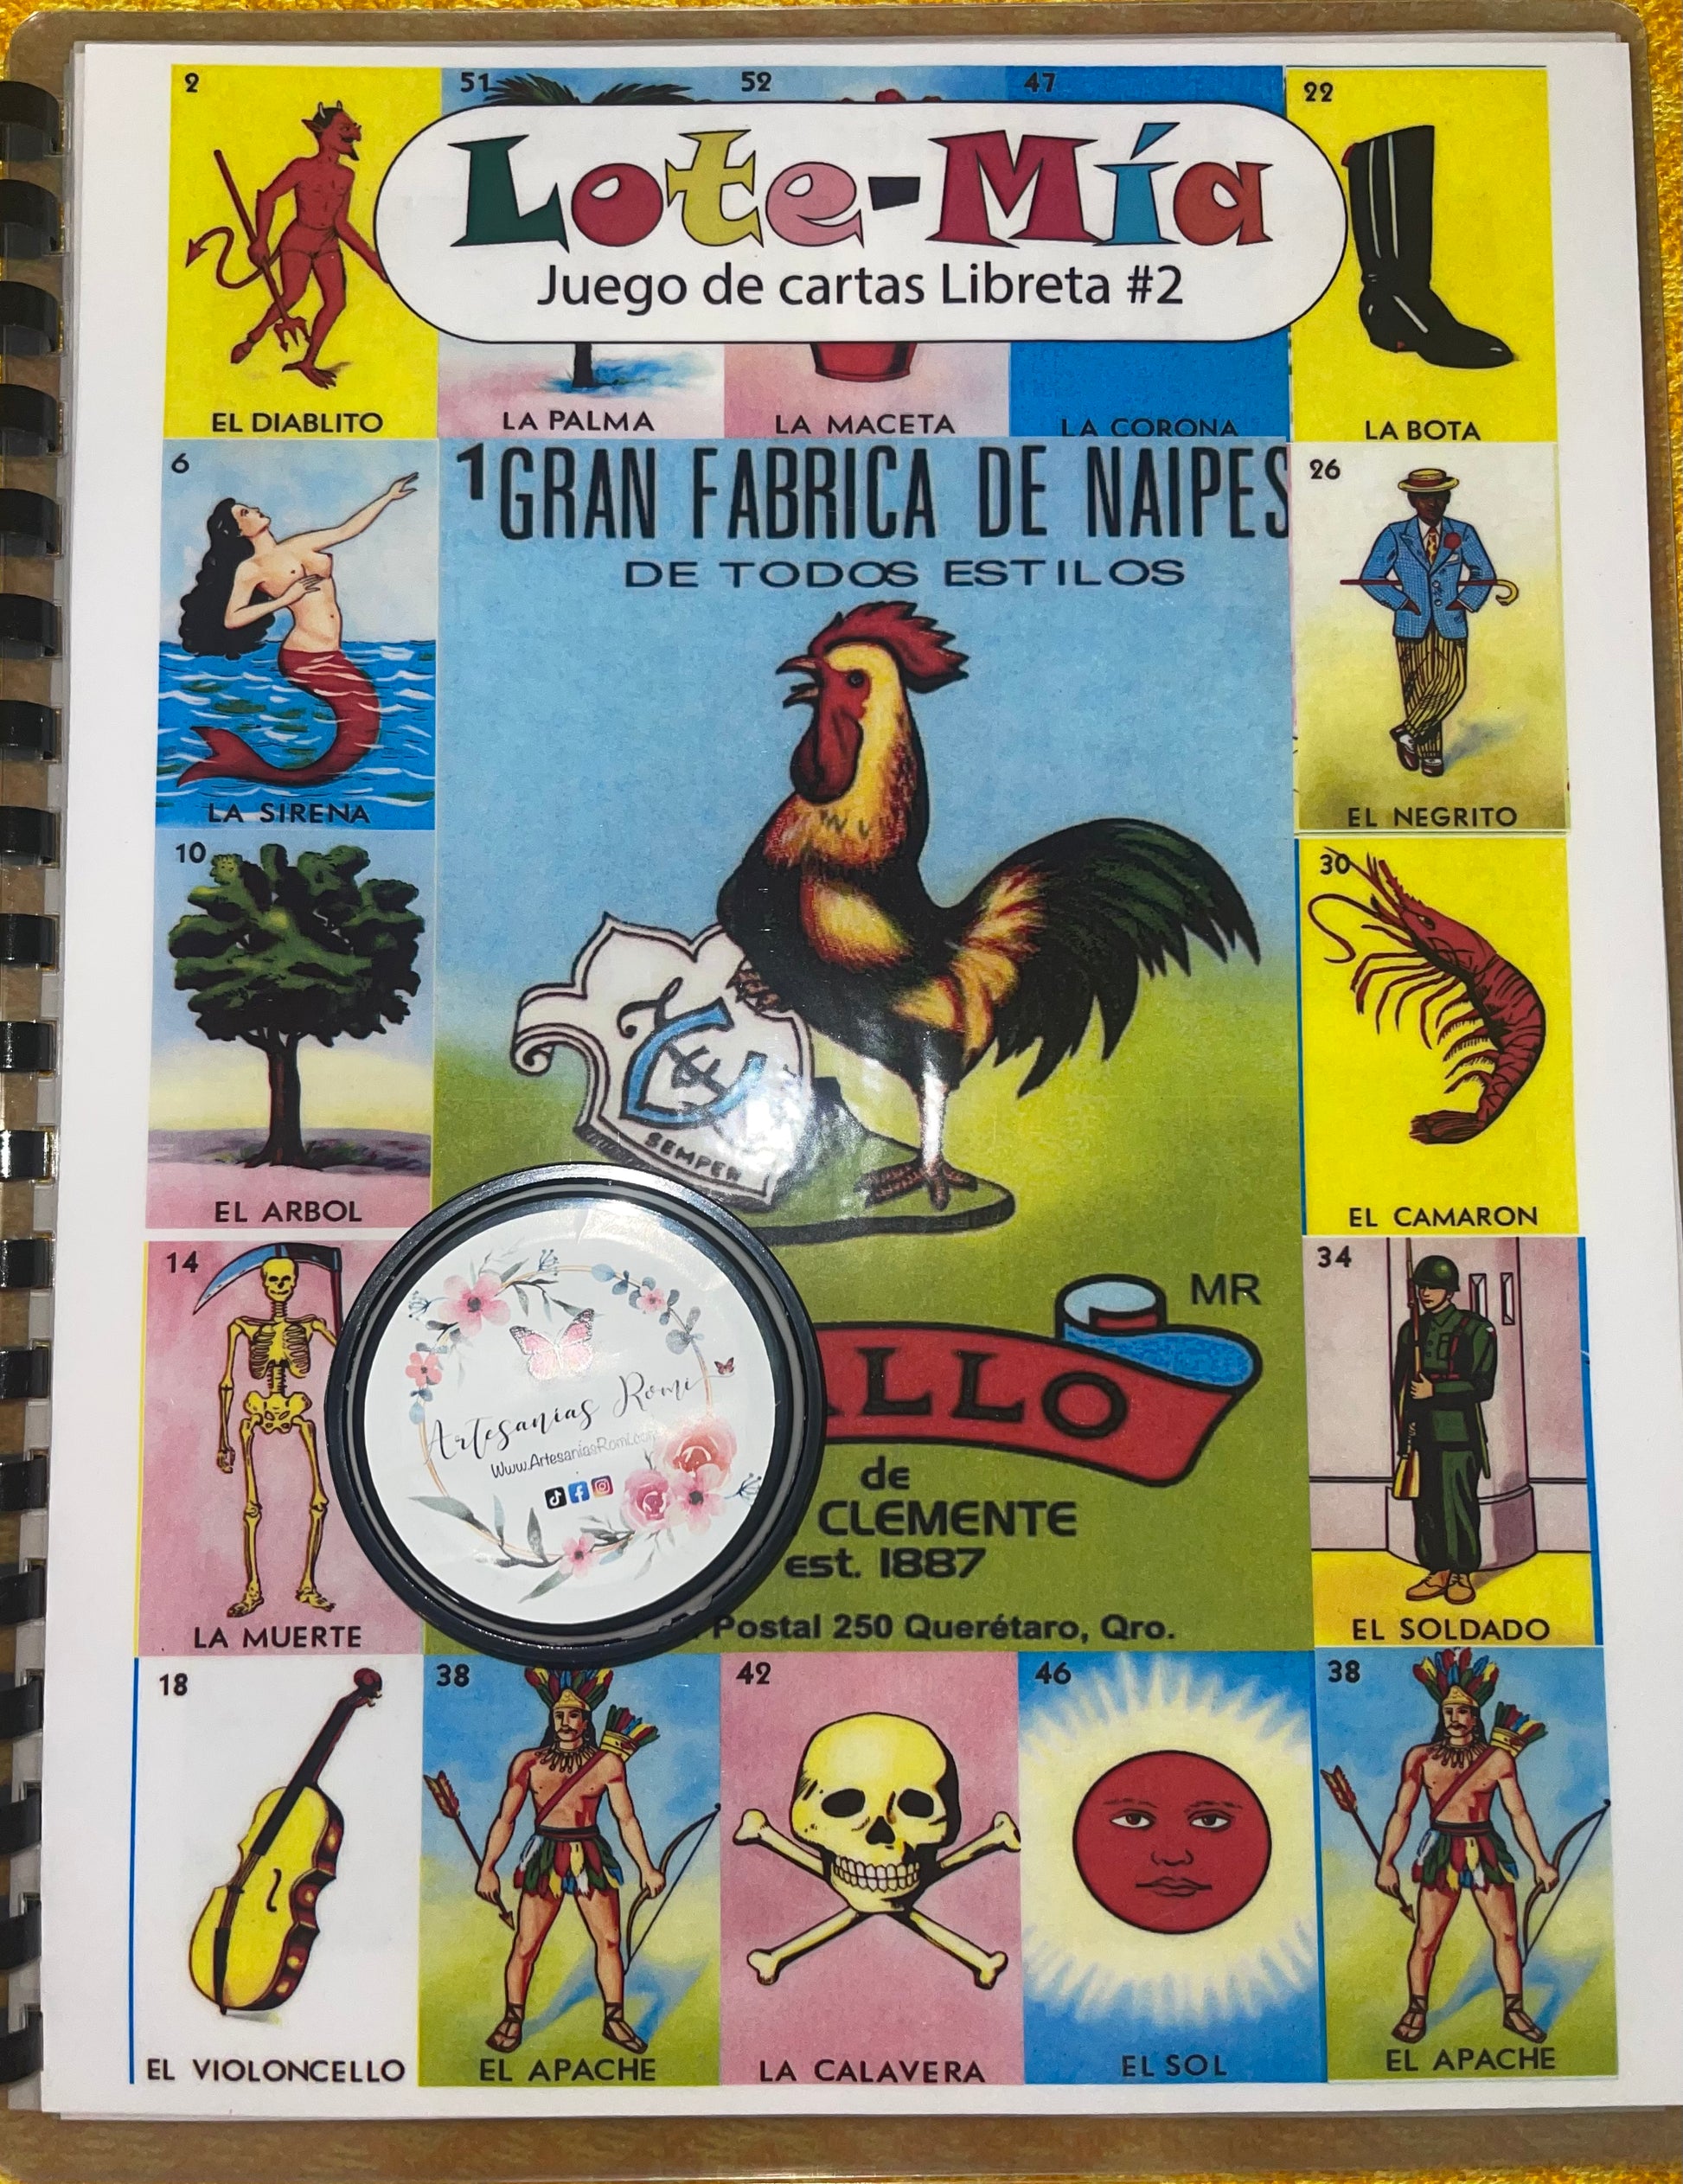 2
51
52
47
22
Lote-Mía
Juego de cartas Libreta #2
EL DIABLITO
LA PALMA
LA MACETA
LA CORONA
LA BOTA
6
1GRAN FABRICA DE NAIPES
DE TODOS ESTILOS
26
LA SIRENA
EL NEGRITO
10
30
SEMPER
EL ARBOL
EL CAMARON
14
34
MR
ALLO
de
CLEMENTE
est. 1887
Postal 250 Querétaro, Qro.
Artesanías Romi
Www.ArtesaniasRomi.com
LA MUERTE
EL SOLDADO
18
38
42
46
38
EL VIOLONCELLO
EL APACHE
LA CALAVERA
EL SOL
EL APACHE